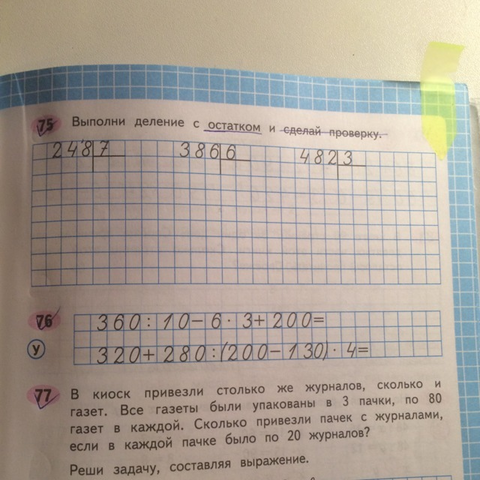 75 Выполни деление с остатком и сделай проверку.
248 7 386 6 482 3
76 360 : 10 − 6 · 3 + 200 =
У 320 + 280 : (200 − 130) · 4 =
77 В киоск привезли столько же журналов, сколько и
газет. Все газеты были упакованы в 3 пачки, по 80
газет в каждой. Сколько привезли пачек с журналами,
если в каждой пачке было по 20 журналов?
Реши задачу, составляя выражение.